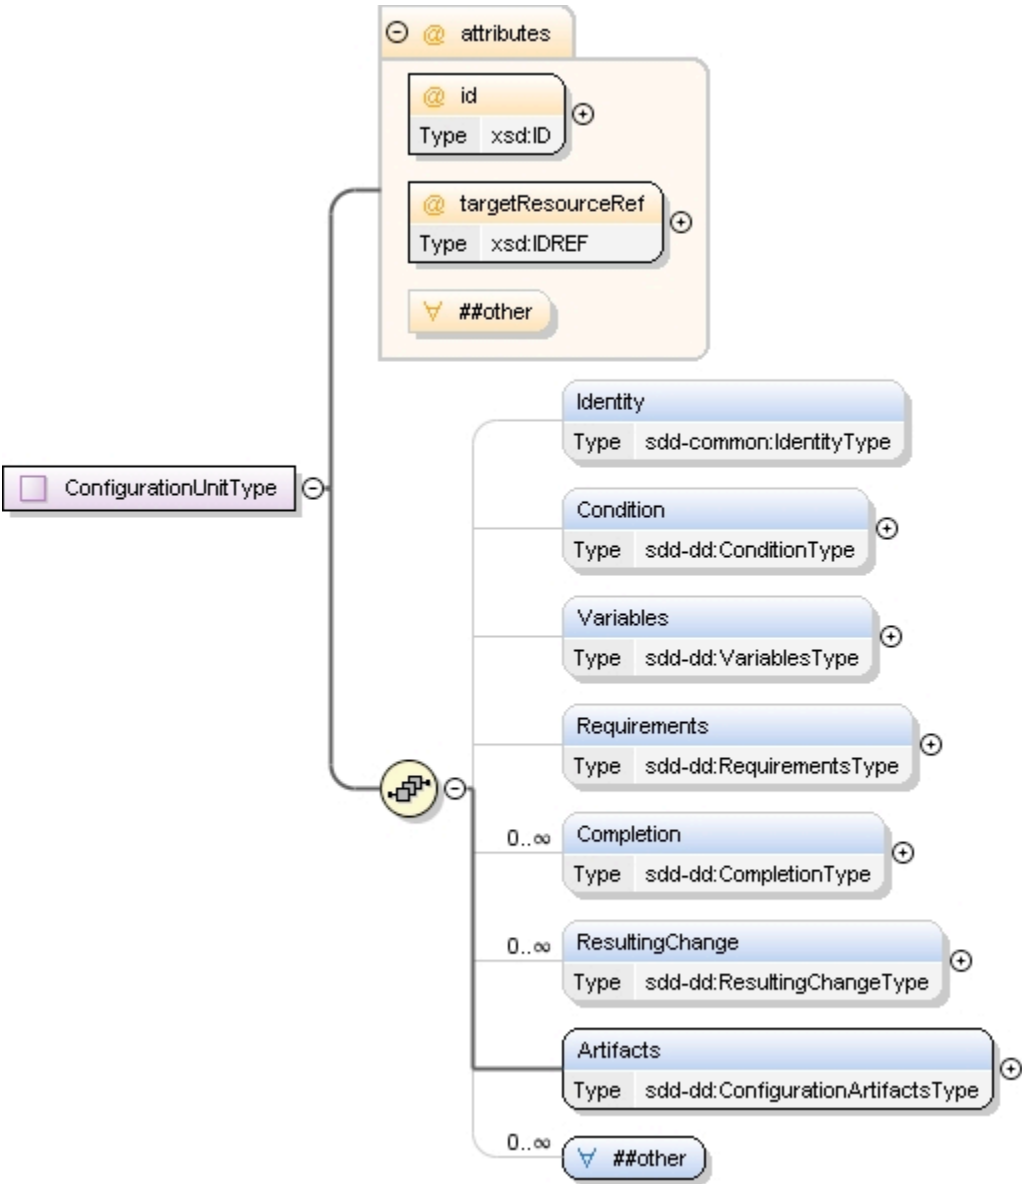 @ attributes
@ id
Type xsd:ID
@ targetResourceRef
Type xsd:IDREF
∀ ##other
Identity
Type sdd-common:IdentityType
ConfigurationUnitType
Condition
Type sdd-dd:ConditionType
Variables
Type sdd-dd:VariablesType
Requirements
Type sdd-dd:RequirementsType
0..∞ Completion
Type sdd-dd:CompletionType
0..∞ ResultingChange
Type sdd-dd:ResultingChangeType
Artifacts
Type sdd-dd:ConfigurationArtifactsType
0..∞ ∀ ##other